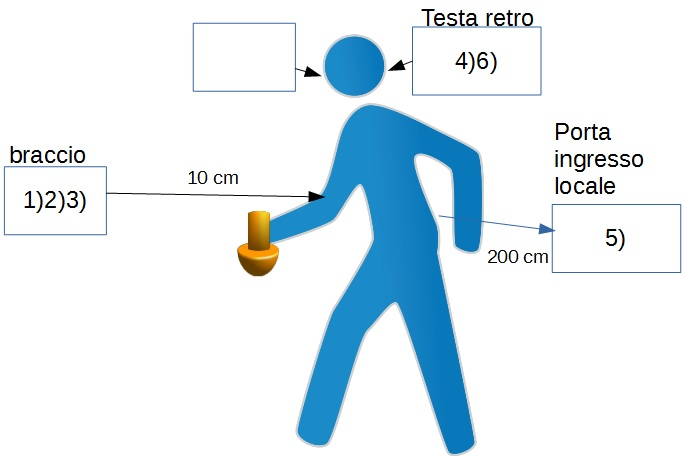 Testa retro
4)6)
braccio
1)2)3)
10 cm
Porta
ingresso
locale
5)
200 cm